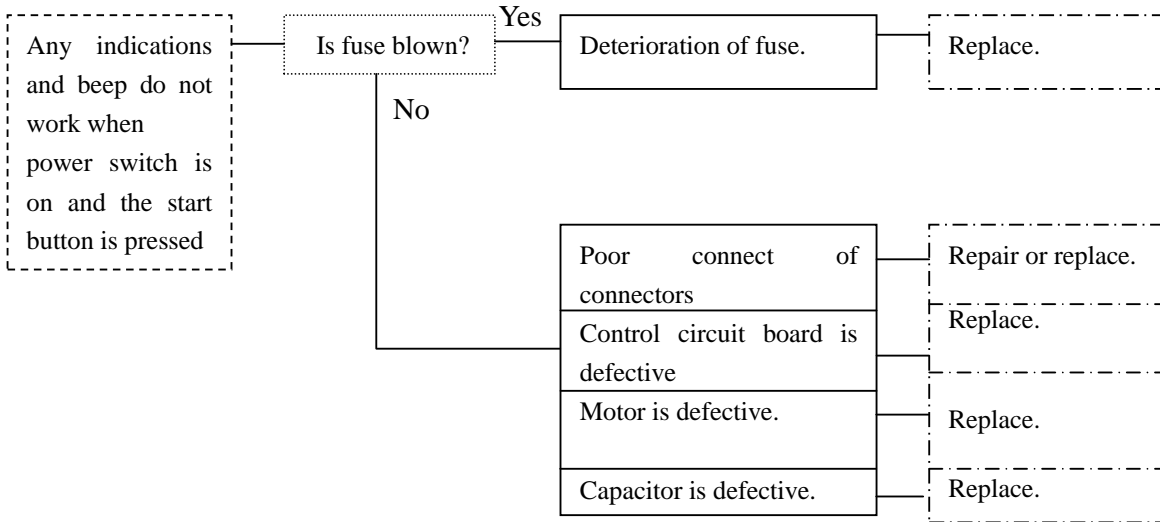 Any indications
and beep do not
work when
power switch is
on and the start
button is pressed
Is fuse blown?
Yes
Deterioration of fuse.
Replace.
No
Poor connect of
connectors
Repair or replace.
Control circuit board is
defective
Replace.
Motor is defective.
Replace.
Capacitor is defective.
Replace.